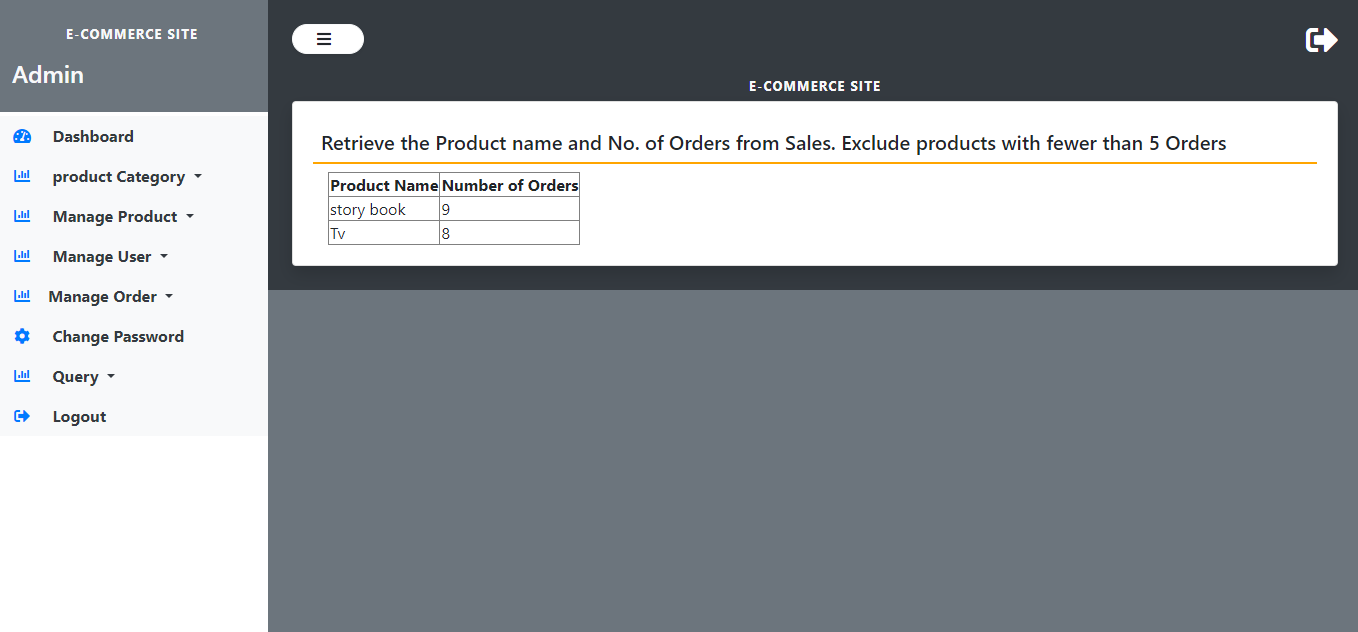 E-COMMERCE SITE
Admin
Dashboard
product Category
Manage Product
Manage User
Manage Order
Change Password
Query
Logout
E-COMMERCE SITE
Retrieve the Product name and No. of Orders from Sales. Exclude products with fewer than 5 Orders
Product Name Number of Orders
story book 9
Tv 8